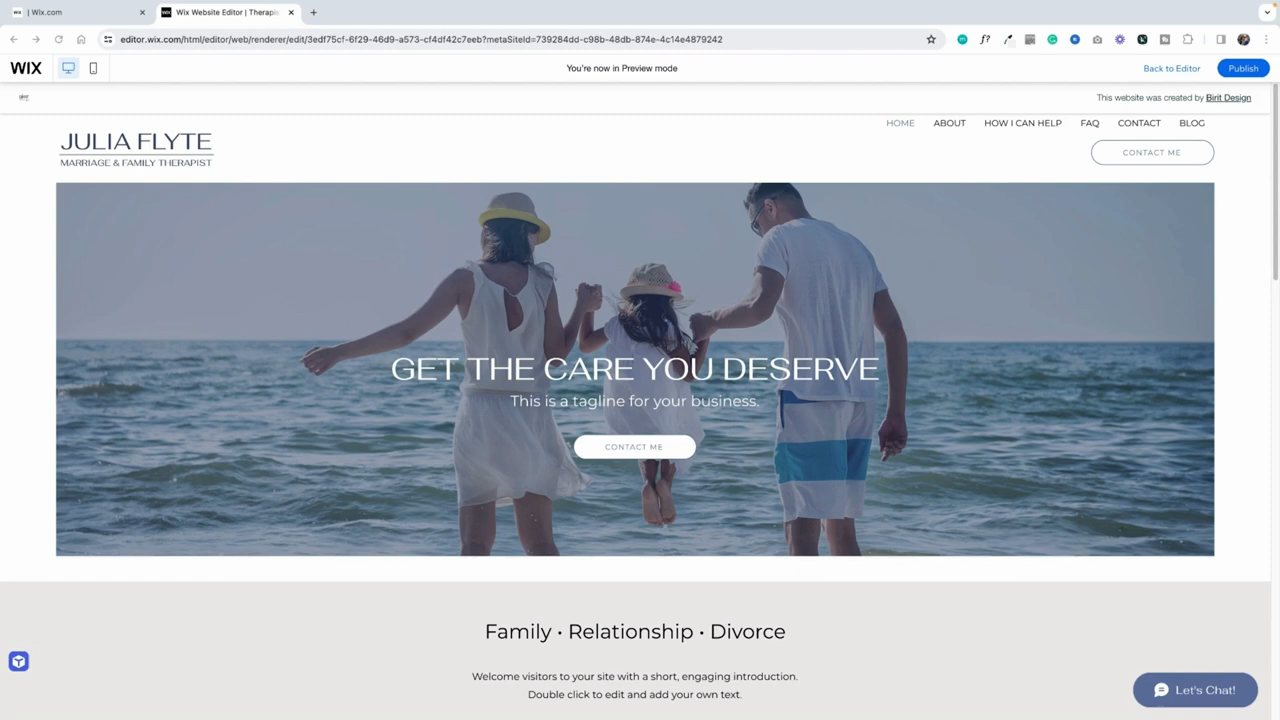 | Wix.com
Wix Website Editor | Therapis
editor.wix.com/html/editor/web/renderer/edit/3edf75cf-6f29-46d9-a573-cf4df42c7eeb?metaSiteId=739284dd-c98b-48db-874e-4c14e4879242
WIX
You're now in Preview mode
Back to Editor
Publish
This website was created by Birit Design
HOME ABOUT HOW I CAN HELP FAQ CONTACT BLOG
JULIA FLYTE
MARRIAGE & FAMILY THERAPIST
CONTACT ME
GET THE CARE YOU DESERVE
This is a tagline for your business.
CONTACT ME
Family • Relationship • Divorce
Welcome visitors to your site with a short, engaging introduction.
Double click to edit and add your own text.
Let's Chat!